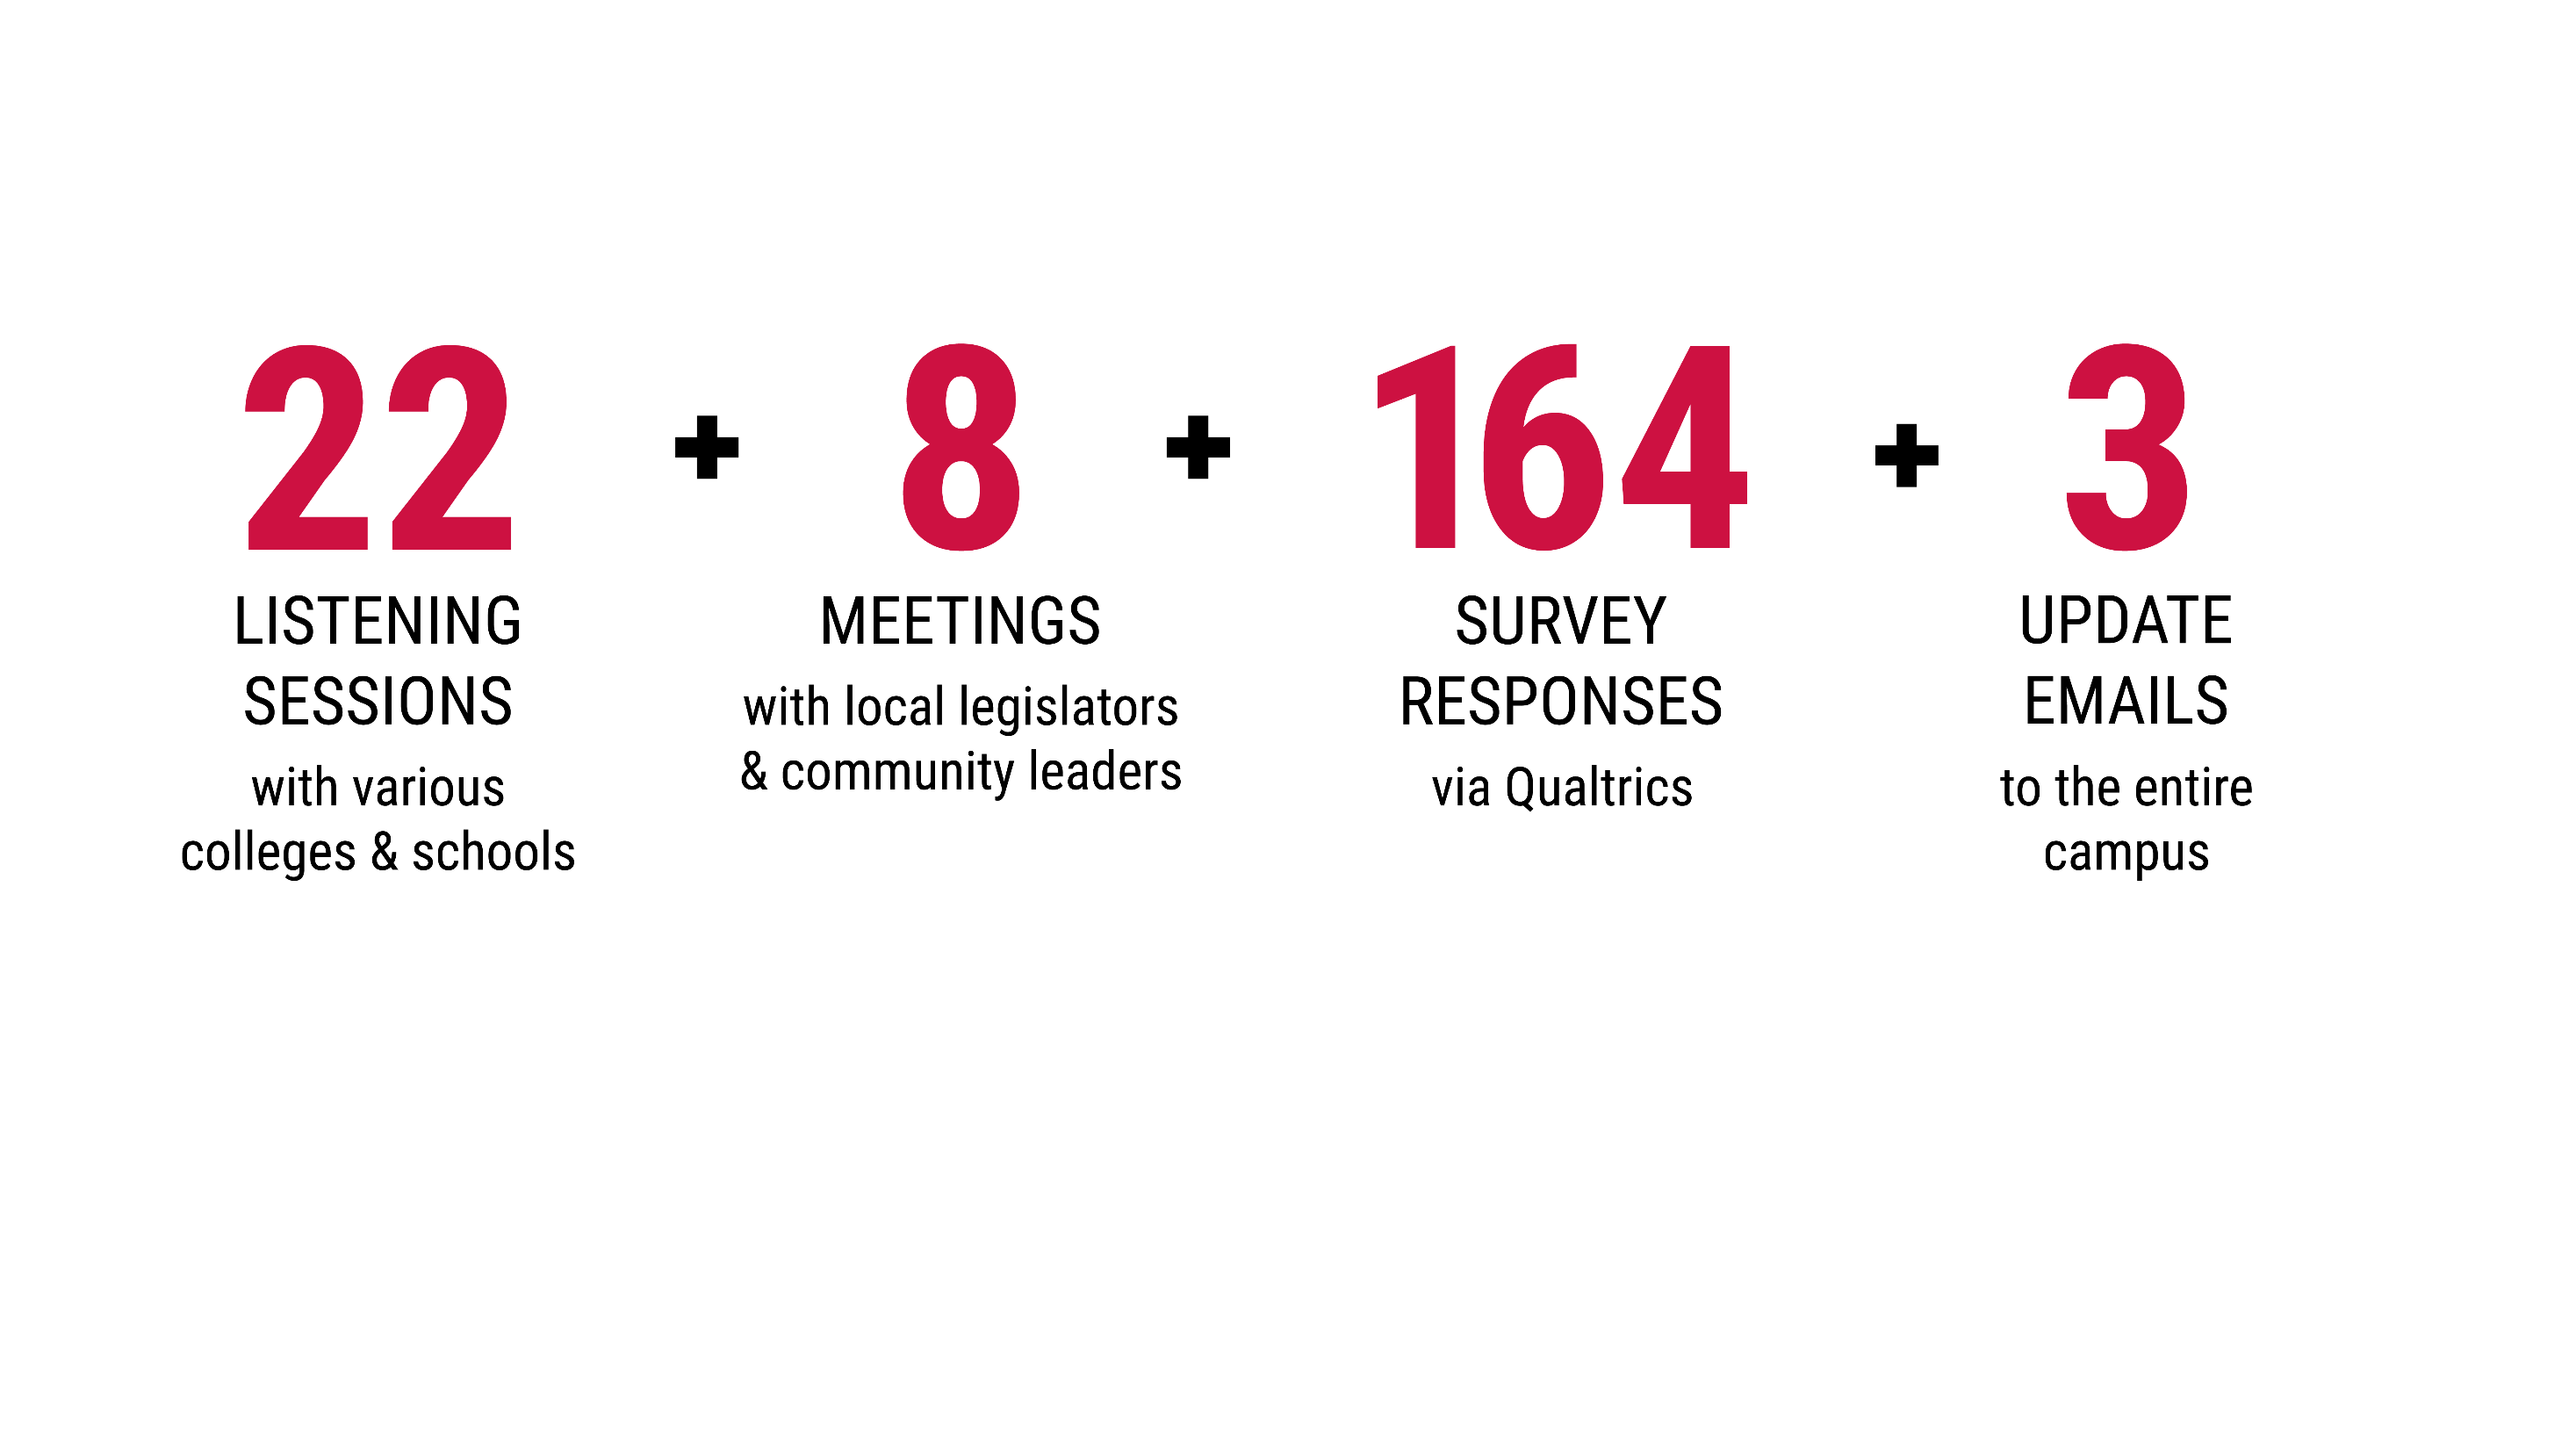 22 + 8 + 164 + 3
LISTENING
SESSIONS
with various
colleges & schools
MEETINGS
with local legislators
& community leaders
SURVEY
RESPONSES
via Qualtrics
UPDATE
EMAILS
to the entire
campus